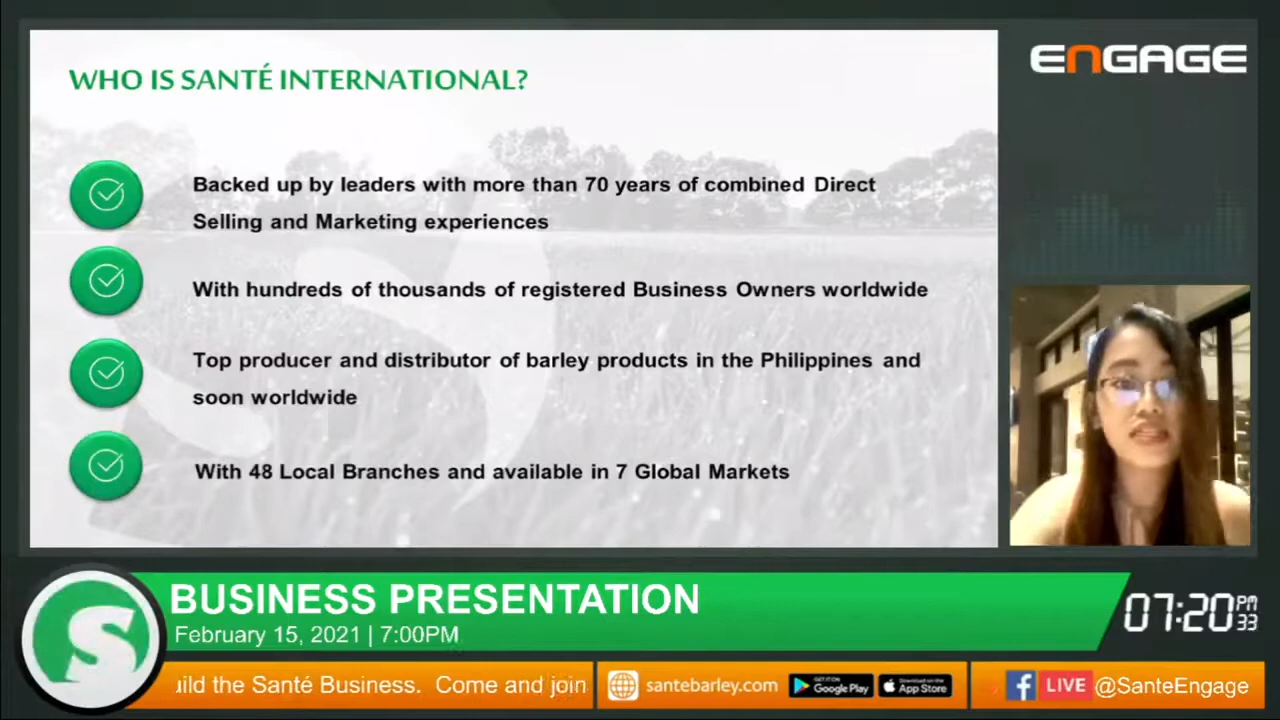 WHO IS SANTÉ INTERNATIONAL?
ENGAGE
Backed up by leaders with more than 70 years of combined Direct
Selling and Marketing experiences
With hundreds of thousands of registered Business Owners worldwide
Top producer and distributor of barley products in the Philippines and
soon worldwide
With 48 Local Branches and available in 7 Global Markets
S
BUSINESS PRESENTATION
February 15, 2021 | 7:00PM
07:20 PM
33
the Santé Business. Come and join
santebarley.com
GET IT ON
Google Play
Download on the
App Store
f LIVE @SanteEngage